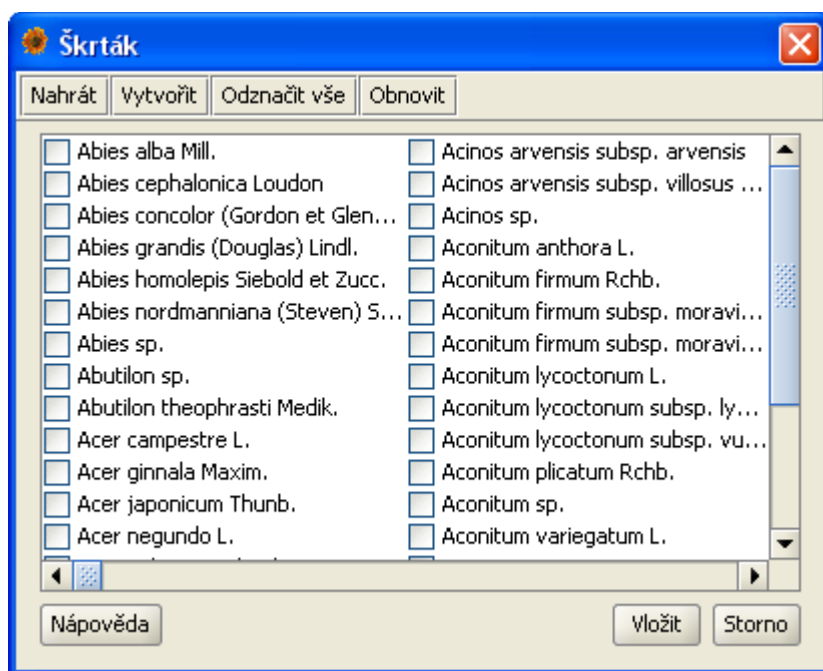 Škrták
Nahrát Vytvořit Odznačit vše Obnovit
Abies alba Mill.
Abies cephalonica Loudon
Abies concolor (Gordon et Glen...
Abies grandis (Douglas) Lindl.
Abies homolepis Siebold et Zucc.
Abies nordmanniana (Steven) S...
Abies sp.
Abutilon sp.
Abutilon theophrasti Medik.
Acer campestre L.
Acer ginnala Maxim.
Acer japonicum Thunb.
Acer negundo L.
Acinos arvensis subsp. arvensis
Acinos arvensis subsp. villosus ...
Acinos sp.
Aconitum anthora L.
Aconitum firmum Rchb.
Aconitum firmum subsp. moravi...
Aconitum firmum subsp. moravi...
Aconitum lycoctonum L.
Aconitum lycoctonum subsp. ly...
Aconitum lycoctonum subsp. vu...
Aconitum plicatum Rchb.
Aconitum sp.
Aconitum variegatum L.
Nápověda Vložit Storno